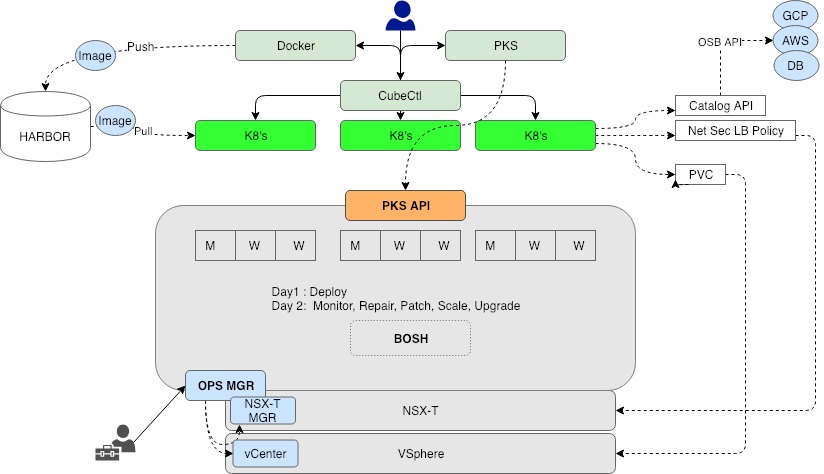 GCP
Docker
PKS
Push
OSB API
AWS
Image
DB
CubeCtl
Catalog API
Image
HARBOR
Pull
K8's
K8's
K8's
Net Sec LB Policy
PVC
PKS API
M W W
M W W
M W W
Day1 : Deploy
Day 2: Monitor, Repair, Patch, Scale, Upgrade
BOSH
OPS MGR
NSX-T
MGR
NSX-T
vCenter
VSphere